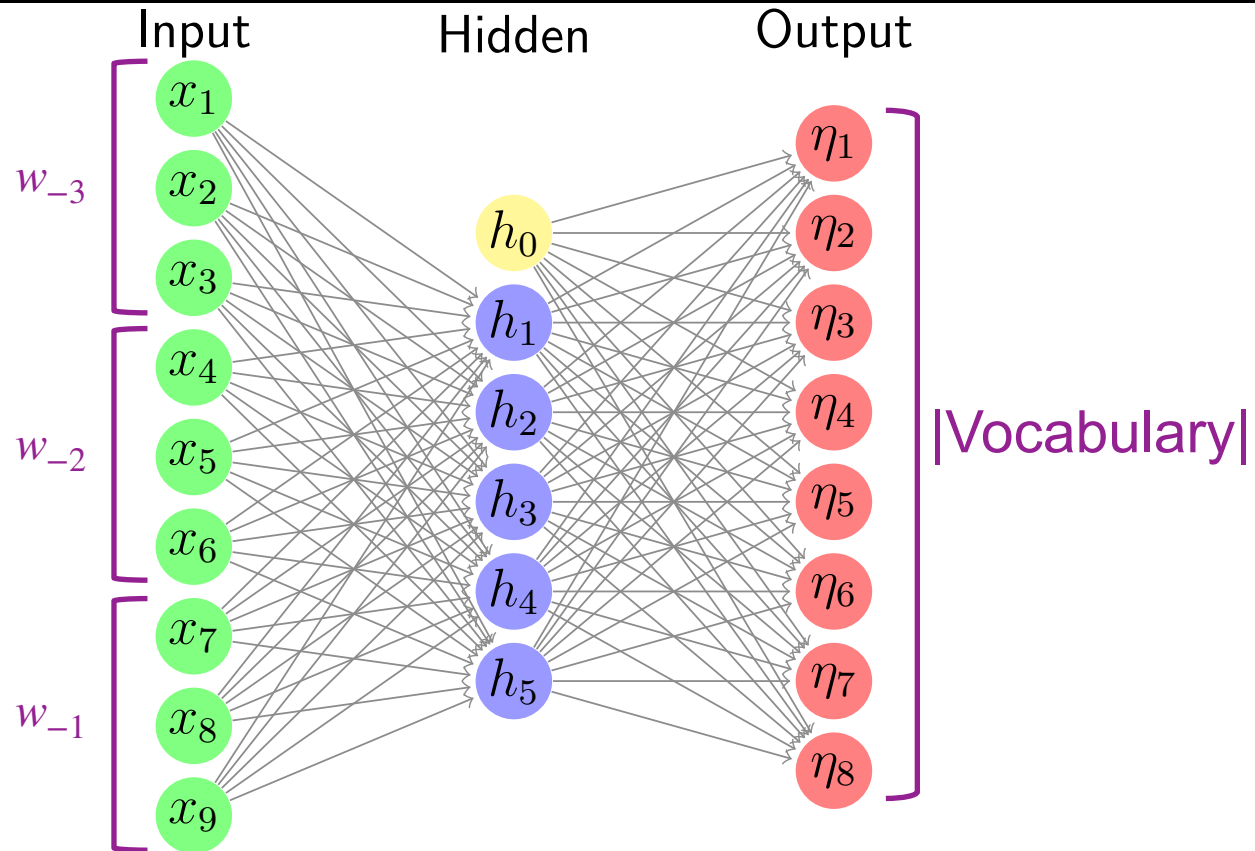 Input Hidden Output
x₁
x₂
x₃
x₄
x₅
x₆
x₇
x₈
x₉
w₋₃
w₋₂
w₋₁
h₀
h₁
h₂
h₃
h₄
h₅
η₁
η₂
η₃
η₄
η₅
η₆
η₇
η₈
|Vocabulary|